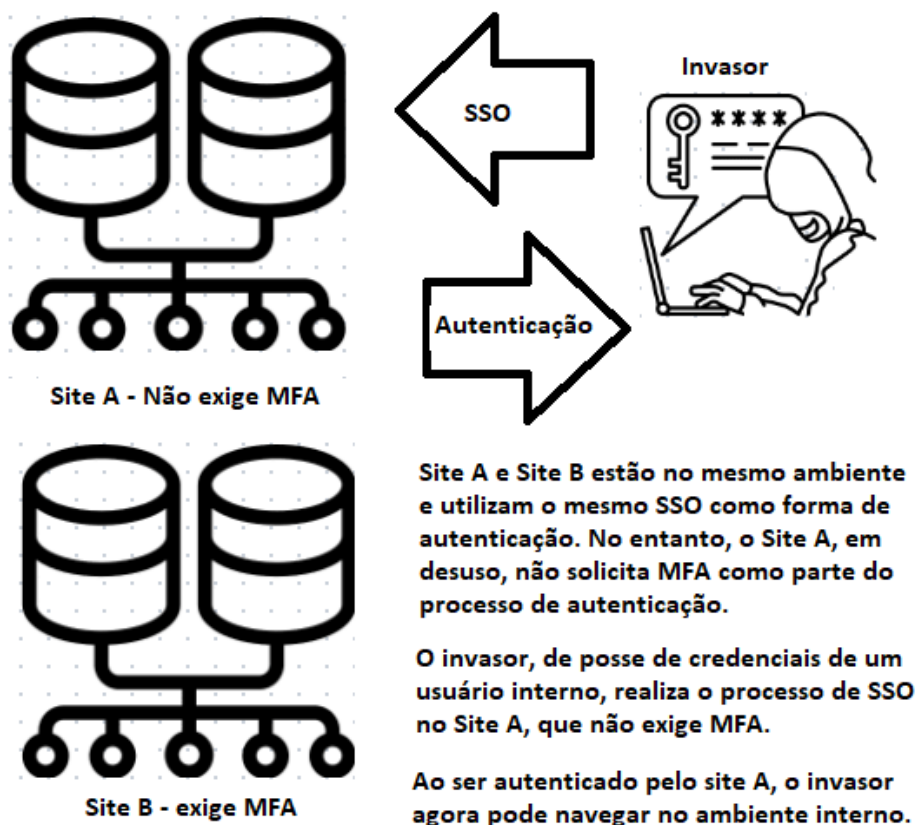 SSO
Invasor
****
Autenticação
Site A - Não exige MFA
Site A e Site B estão no mesmo ambiente
e utilizam o mesmo SSO como forma de
autenticação. No entanto, o Site A, em
desuso, não solicita MFA como parte do
processo de autenticação.
O invasor, de posse de credenciais de um
usuário interno, realiza o processo de SSO
no Site A, que não exige MFA.
Ao ser autenticado pelo site A, o invasor
agora pode navegar no ambiente interno.
Site B - exige MFA